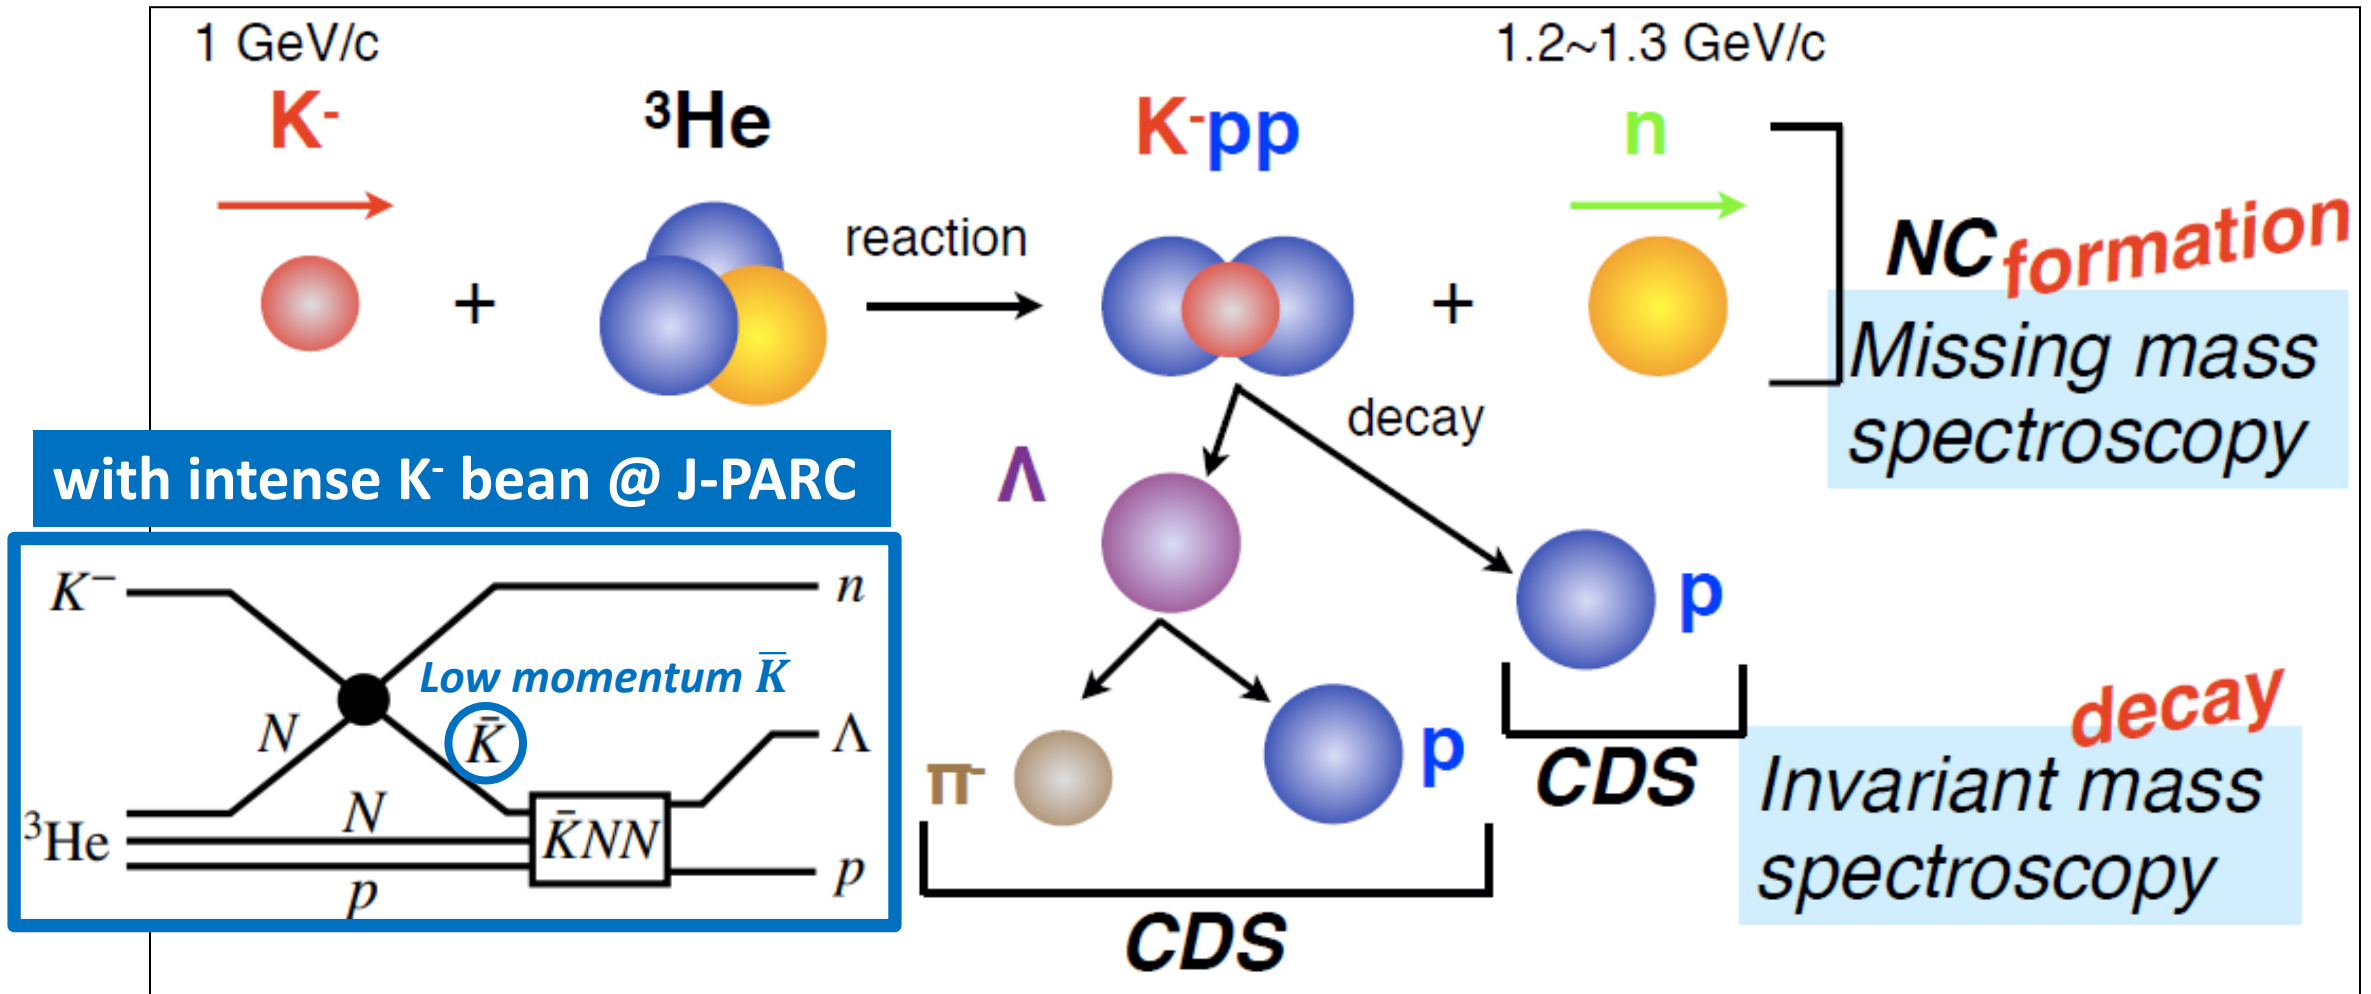 1 GeV/c
1.2~1.3 GeV/c
K⁻
³He
K⁻pp
n
reaction
+
+
NC formation
Missing mass
spectroscopy
decay
with intense K⁻ bean @ J-PARC
Λ
p
K⁻
n
Low momentum K̄
N
K̄
Λ
³He
N
K̄NN
p
p
π⁻
p
CDS
CDS
decay
Invariant mass
spectroscopy